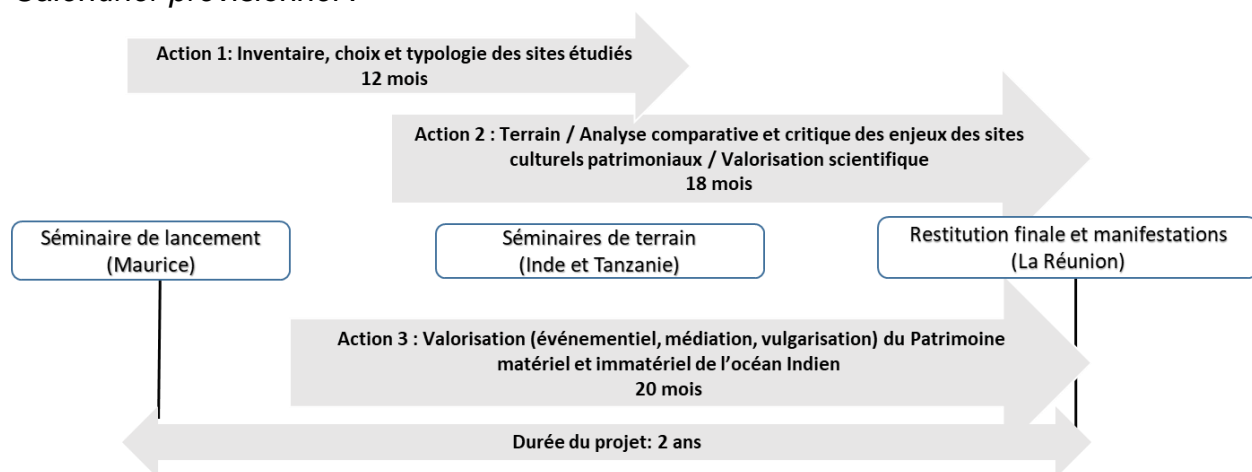 Calendrier prévisionnel :
Action 1: Inventaire, choix et typologie des sites étudiés
12 mois
Action 2 : Terrain / Analyse comparative et critique des enjeux des sites
culturels patrimoniaux / Valorisation scientifique
18 mois
Séminaire de lancement
(Maurice)
Séminaires de terrain
(Inde et Tanzanie)
Restitution finale et manifestations
(La Réunion)
Action 3 : Valorisation (événementiel, médiation, vulgarisation) du Patrimoine
matériel et immatériel de l’océan Indien
20 mois
Durée du projet: 2 ans